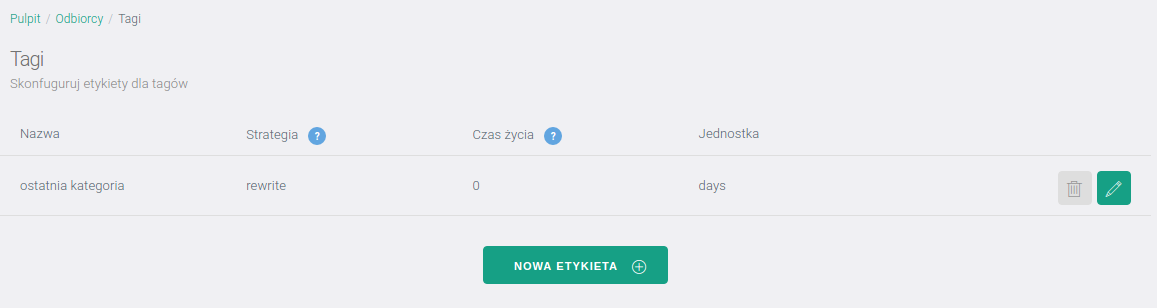 Pulpit / Odbiorcy / Tagi
Tagi
Skonfuguruj etykiety dla tagów
Nazwa Strategia ? Czas życia ? Jednostka
ostatnia kategoria rewrite 0 days
NOWA ETYKIETA